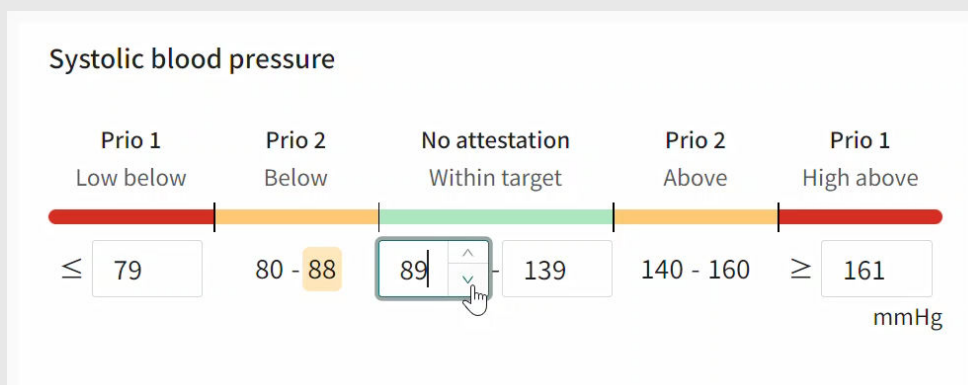 Systolic blood pressure
Prio 1 Prio 2 No attestation Prio 2 Prio 1
Low below Below Within target Above High above
≤ 79 80 - 88 89 - 139 140 - 160 ≥ 161
mmHg